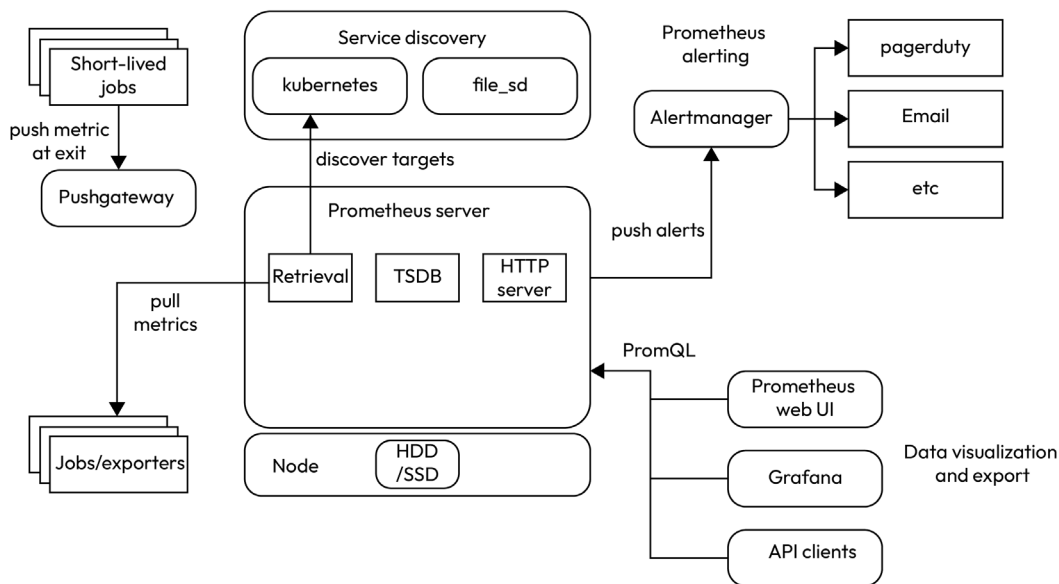 Short-lived
jobs
push metric
at exit
Pushgateway
Service discovery
kubernetes
file_sd
discover targets
Prometheus
alerting
Alertmanager
pagerduty
Email
etc
push alerts
Prometheus server
Retrieval
TSDB
HTTP
server
pull
metrics
Jobs/exporters
Node
HDD
/SSD
PromQL
Prometheus
web UI
Grafana
API clients
Data visualization
and export